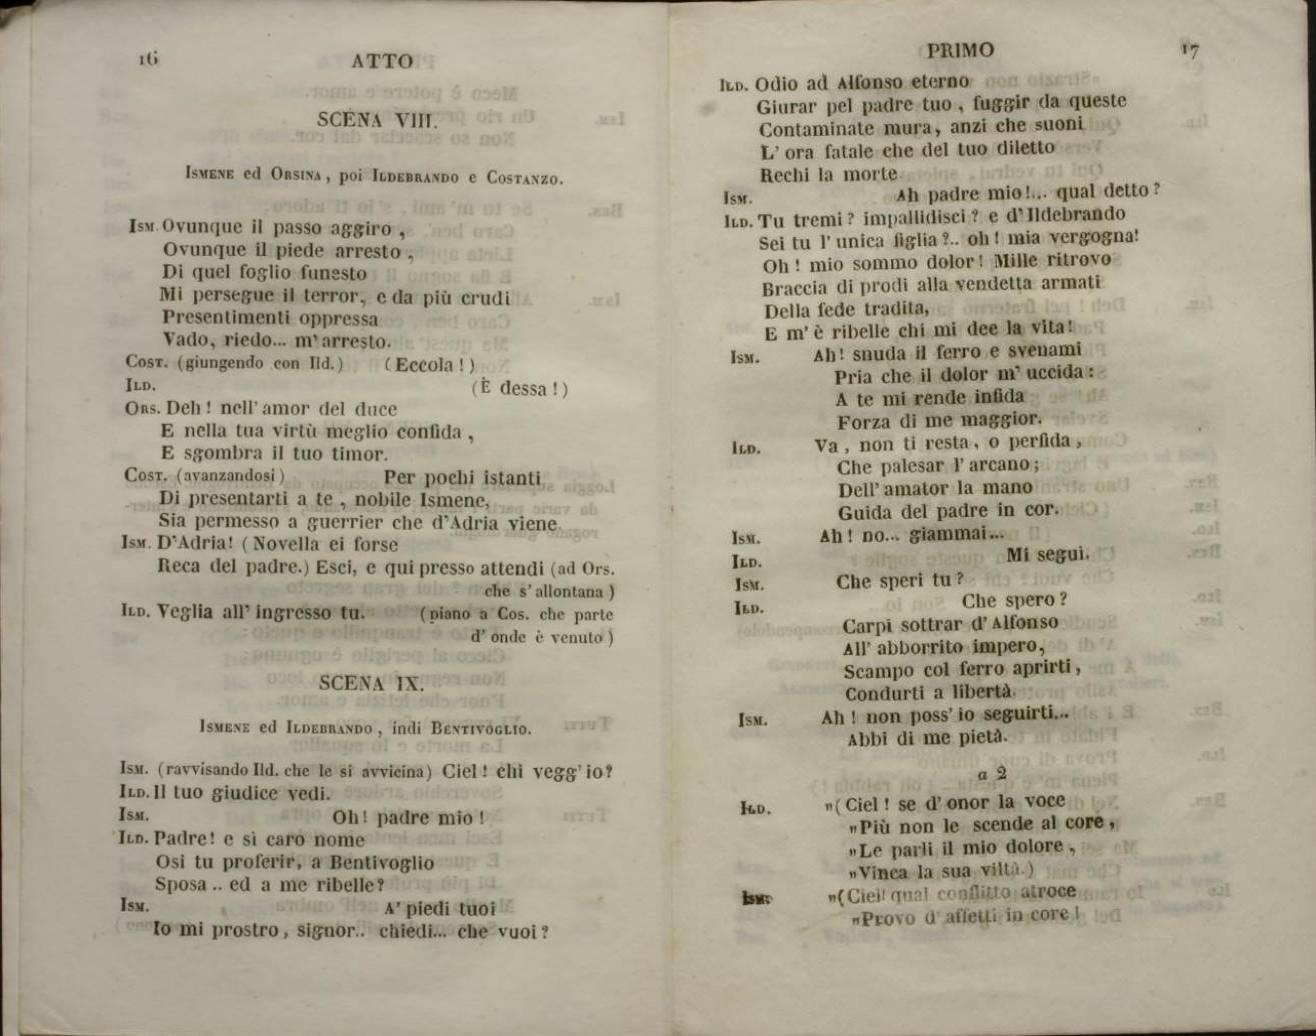 16
ATTO
SCENA VIII.
ISMENE ed ORSINA, poi ILDEBRANDO e COSTANZO.
ISM. Ovunque il passo aggiro ,
Ovunque il piede arresto ,
Di quel foglio funesto
Mi persegue il terror, e da più crudi
Presentimenti oppressa
Vado, riedo... m'arresto.
COST. (giungendo con Ild.) (Eccola!)
ILD. (È dessa!)
ORS. Deh! nell'amor del duce
E nella tua virtù meglio confida ,
E sgombra il tuo timor.
COST. (avanzandosi) Per pochi istanti
Di presentarti a te , nobile Ismene,
Sia permesso a guerrier che d'Adria viene
ISM. D'Adria! (Novella ei forse
Reca del padre.) Esci, e qui presso attendi (ad Ors.
che s'allontana)
ILD. Veglia all'ingresso tu. (piano a Cos. che parte
d'onde è venuto)
SCENA IX.
ISMENE ed ILDEBRANDO, indi BENTIVOGLIO.
ISM. (ravvisando Ild. che le si avvicina) Ciel! chi vegg'io?
ILD. Il tuo giudice vedi.
ISM. Oh! padre mio!
ILD. Padre! e sì caro nome
Osi tu proferir, a Bentivoglio
Sposa .. ed a me ribelle?
ISM. A' piedi tuoi
Io mi prostro, signor.. chiedi... che vuoi?
PRIMO
17
ILD. Odio ad Alfonso eterno
Giurar pel padre tuo , fuggir da queste
Contaminate mura, anzi che suoni
L'ora fatale che del tuo diletto
Rechi la morte
ISM. Ah padre mio!... qual detto?
ILD. Tu tremi? impallidisci? e d'Ildebrando
Sei tu l'unica figlia?.. oh! mia vergogna!
Oh! mio sommo dolor! Mille ritrovo
Braccia di prodi alla vendetta armati
Della fede tradita,
E m'è ribelle chi mi dee la vita!
ISM. Ah! snuda il ferro e svenami
Pria che il dolor m'uccida:
A te mi rende infida
Forza di me maggior.
ILD. Va, non ti resta, o perfida,
Che palesar l'arcano;
Dell'amator la mano
Guida del padre in cor.
ISM. Ah! no... giammai...
ILD. Mi segui.
ISM. Che speri tu?
ILD. Che spero?
Carpi sottrar d'Alfonso
All'abborrito impero,
Scampo col ferro aprirti,
Condurti a libertà.
ISM. Ah! non poss'io seguirti...
Abbi di me pietà.
a 2
ILD. „(Ciel! se d'onor la voce
„Più non le scende al core,
„Le parli il mio dolore,
„Vinca la sua viltà.)
ISM. „(Ciel! qual conflitto atroce
„Provo d'affetti in core!